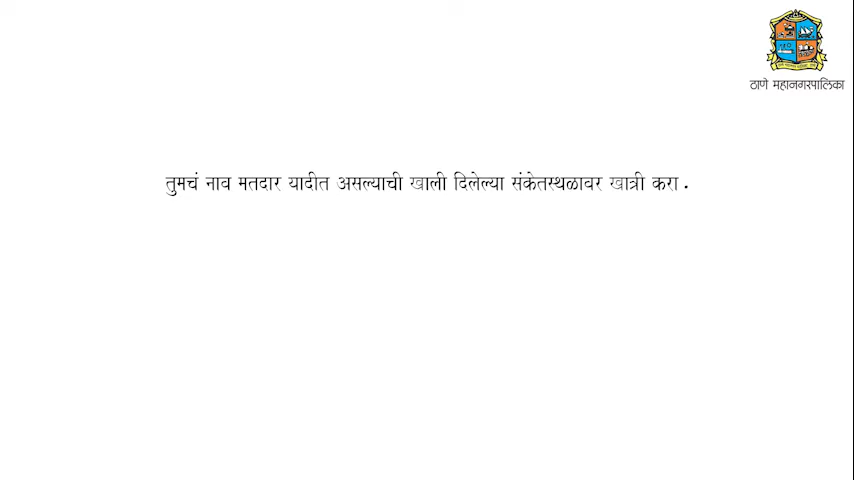 ठाणे महानगरपालिका
तुमचं नाव मतदार यादीत असल्याची खाली दिलेल्या संकेतस्थळावर खात्री करा.